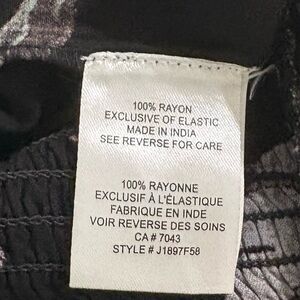 100% RAYON
EXCLUSIVE OF ELASTIC
MADE IN INDIA
SEE REVERSE FOR CARE
100% RAYONNE
EXCLUSIF À L'ÉLASTIQUE
FABRIQUE EN INDE
VOIR REVERSE DES SOINS
CA # 7043
STYLE # J1897F58